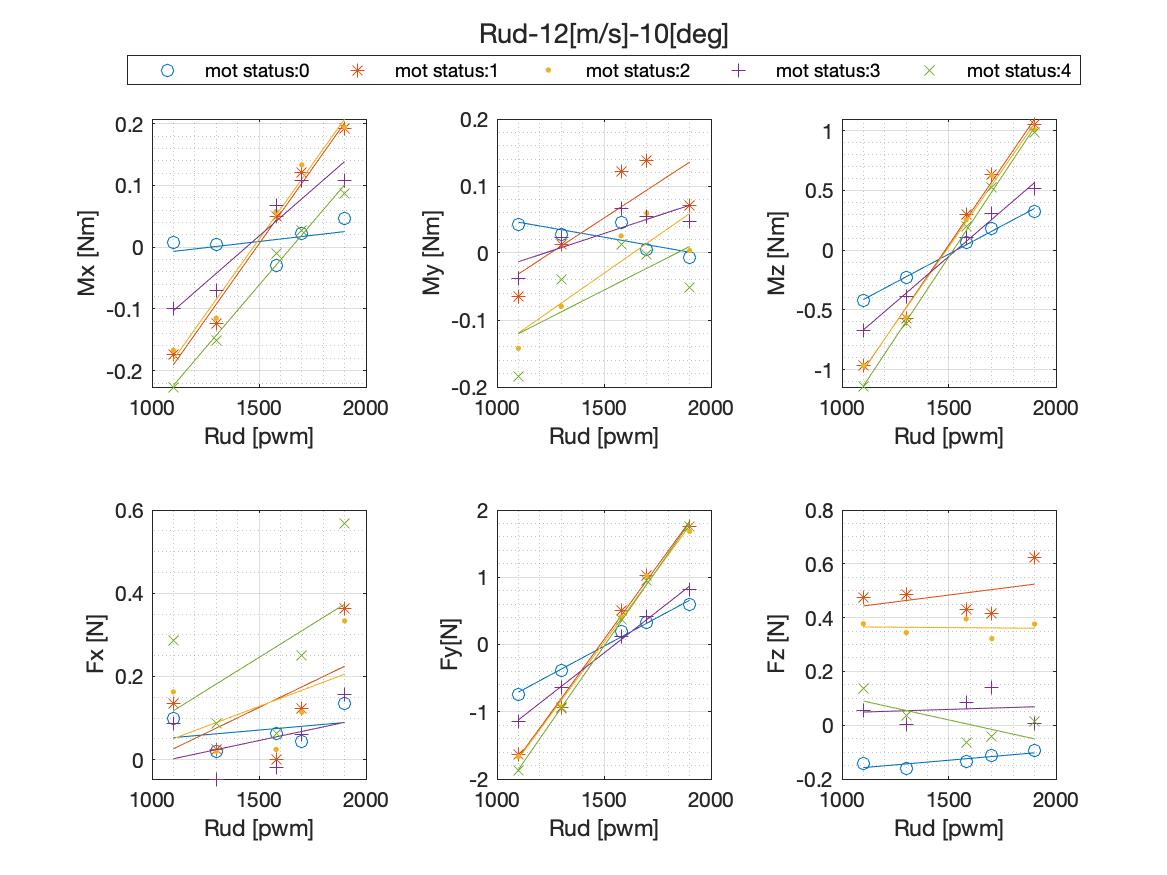 Rud-12[m/s]-10[deg]
mot status:0 mot status:1 mot status:2 mot status:3 mot status:4
0.2
0.1
0
-0.1
-0.2
Mx [Nm]
1000 1500 2000
Rud [pwm]
0.2
0.1
0
-0.1
-0.2
My [Nm]
1000 1500 2000
Rud [pwm]
1
0.5
0
-0.5
-1
Mz [Nm]
1000 1500 2000
Rud [pwm]
0.6
0.4
0.2
0
Fx [N]
1000 1500 2000
Rud [pwm]
2
1
0
-1
-2
Fy[N]
1000 1500 2000
Rud [pwm]
0.8
0.6
0.4
0.2
0
-0.2
Fz [N]
1000 1500 2000
Rud [pwm]